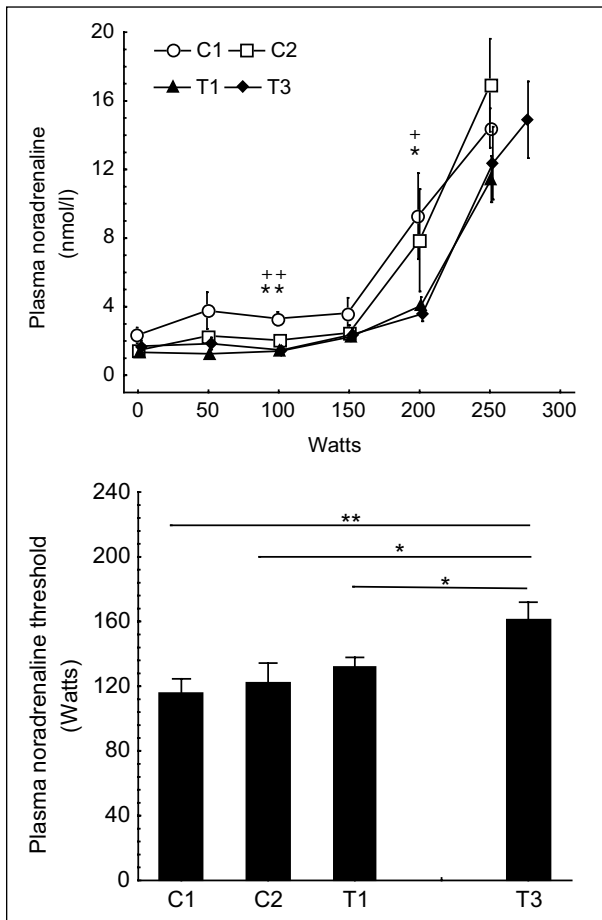 20
16
12
8
4
0
Plasma noradrenaline
(nmol/l)
C1 C2
T1 T3
++
**
+
*
0 50 100 150 200 250 300
Watts
240
200
160
120
80
40
0
Plasma noradrenaline threshold
(Watts)
**
*
*
C1 C2 T1 T3